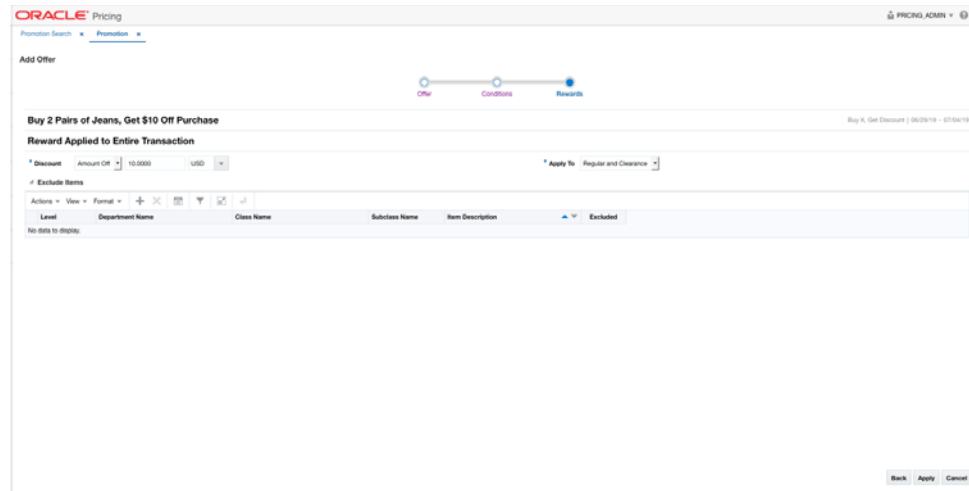 ORACLE® Pricing PRICING_ADMIN
Promotion Search × Promotion ×
Add Offer
Offer Conditions Rewards
Buy 2 Pairs of Jeans, Get $10 Off Purchase Buy X, Get Discount | 06/29/19 - 07/04/19
Reward Applied to Entire Transaction
* Discount Amount Off 10.0000 USD * Apply To Regular and Clearance
Exclude Items
Actions View Format
Level Department Name Class Name Subclass Name Item Description Excluded
No data to display.
Back Apply Cancel